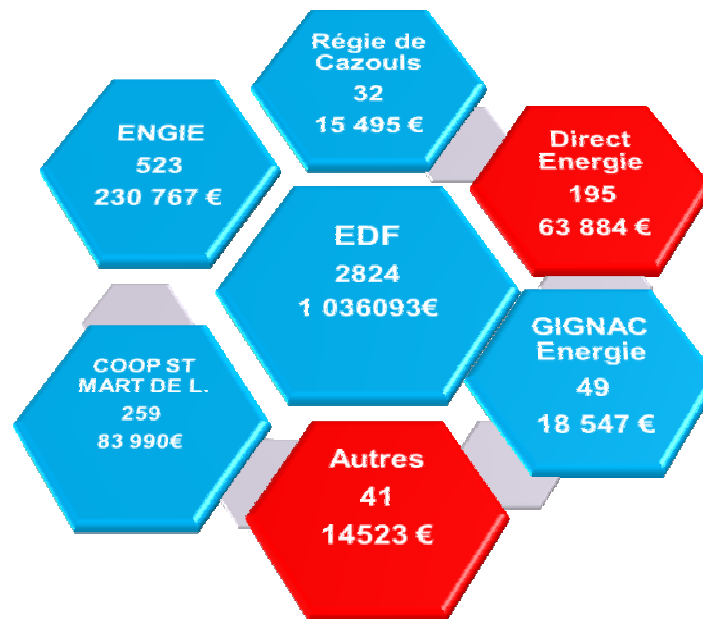 Régie de
Cazouls
32
15 495 €
ENGIE
523
230 767 €
Direct
Energie
195
63 884 €
EDF
2824
1 036093€
GIGNAC
Energie
49
18 547 €
COOP ST
MART DE L.
259
83 990€
Autres
41
14523 €